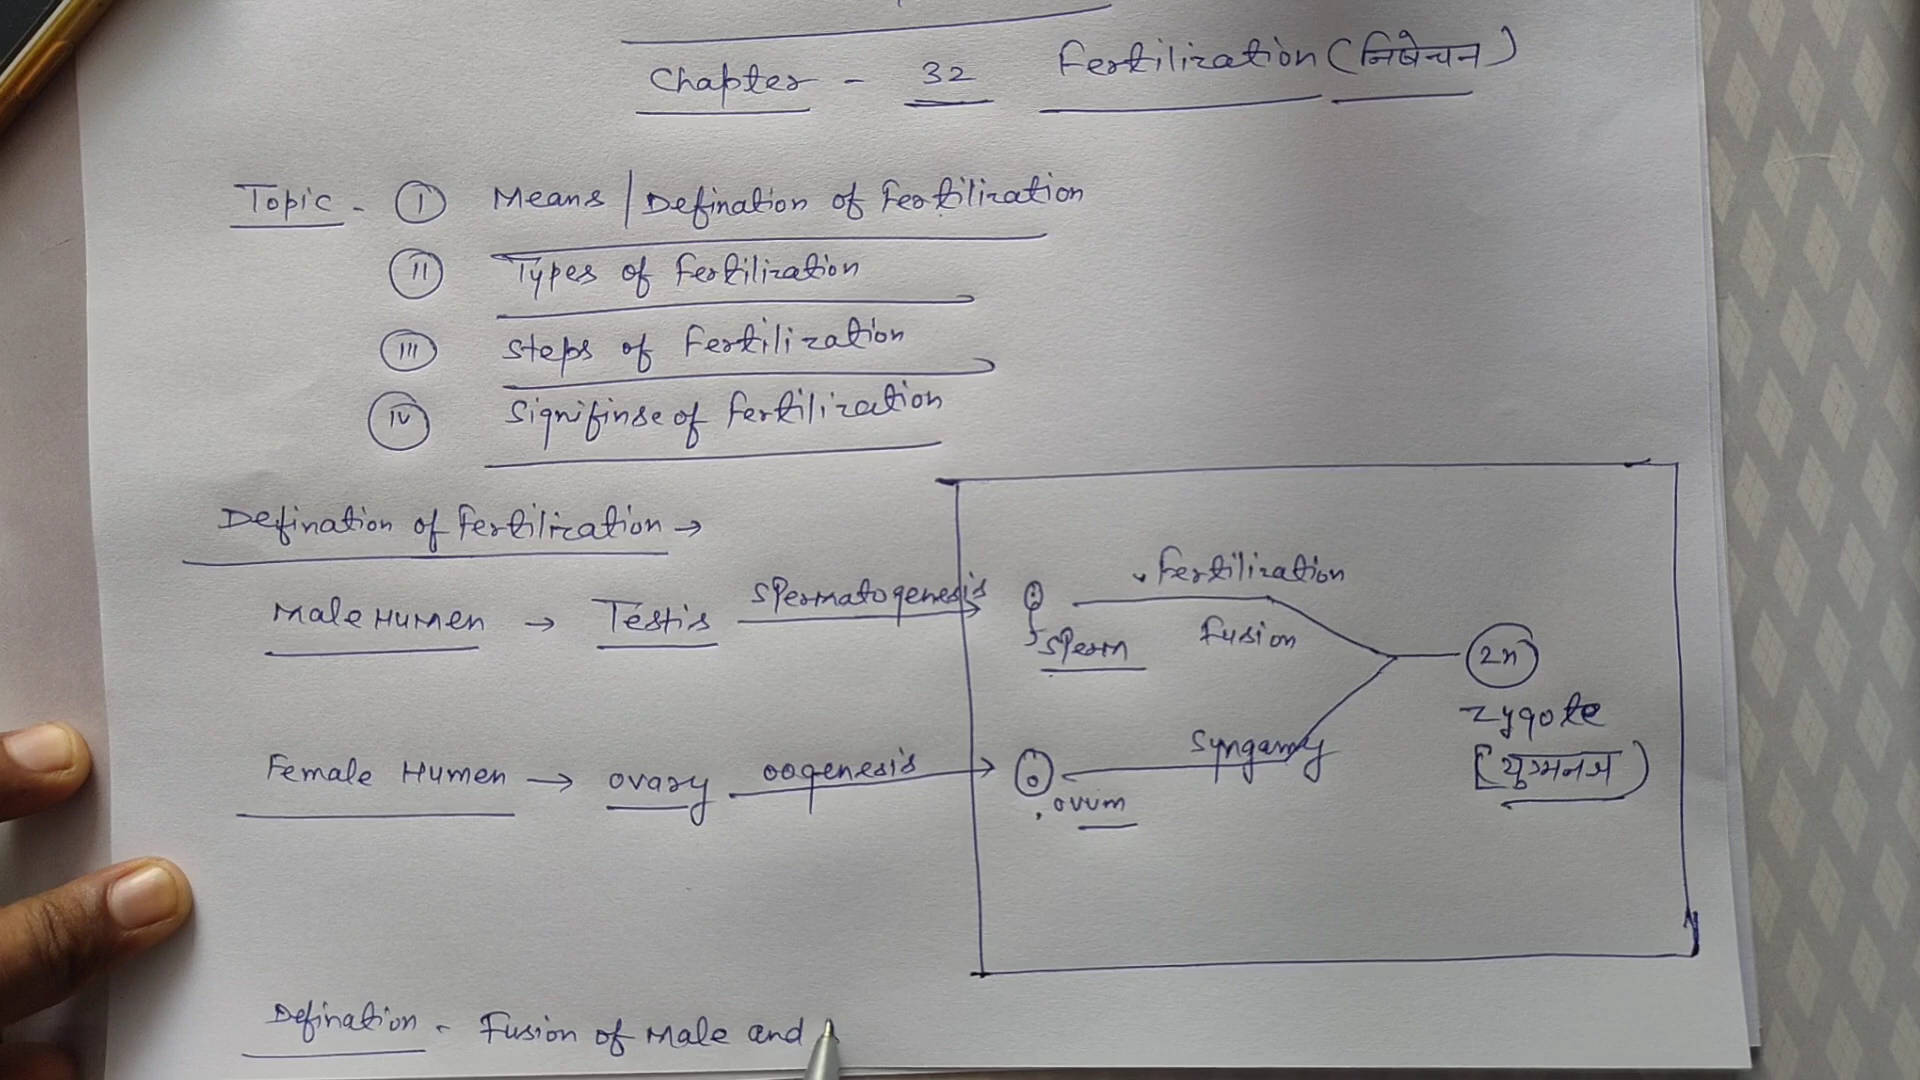 Chapter - 32 Fertilization (निषेचन)
Topic - (I) Means / Defination of Fertilization
(II) Types of Fertilization
(III) Steps of Fertilization
(IV) Signifinse of Fertilization
Defination of Fertilization →
Male Humen → Testis Spermatogenesis → Sperm Fertilization
Fusion
2n
Zygote
(युग्मनज)
Female Humen → ovary oogenesis → ovum Syngamy
Defination - Fusion of Male and